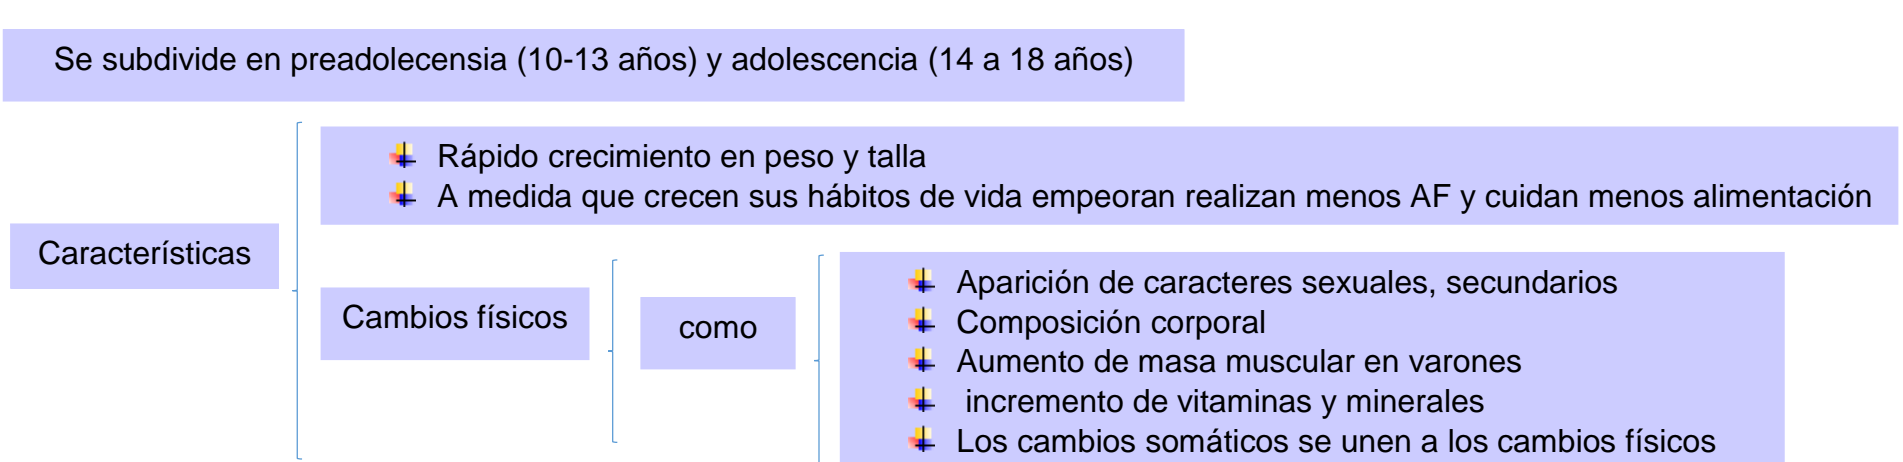 Se subdivide en preadolecensia (10-13 años) y adolescencia (14 a 18 años)
Rápido crecimiento en peso y talla
A medida que crecen sus hábitos de vida empeoran realizan menos AF y cuidan menos alimentación
Caracterísficas
Cambios físicos
como
Aparición de caracteres sexuales, secundarios
Composición corporal
Aumento de masa muscular en varones
incremento de vitaminas y minerales
Los cambios somáticos se unen a los cambios físicos